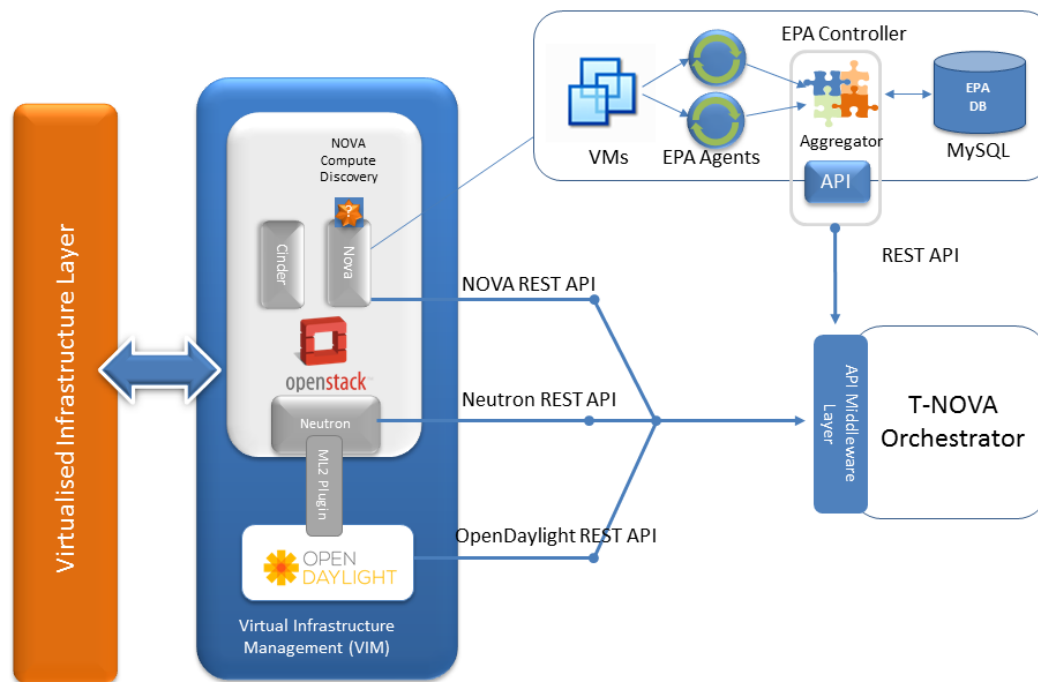 Virtualised Infrastructure Layer
NOVA
Compute
Discovery
?
Cinder
Nova
openstack™
Neutron
ML2 Plugin
OPEN
DAYLIGHT
Virtual Infrastructure
Management (VIM)
EPA Controller
VMs
EPA Agents
Aggregator
API
EPA
DB
MySQL
REST API
NOVA REST API
Neutron REST API
OpenDaylight REST API
API Middleware
Layer
T-NOVA
Orchestrator